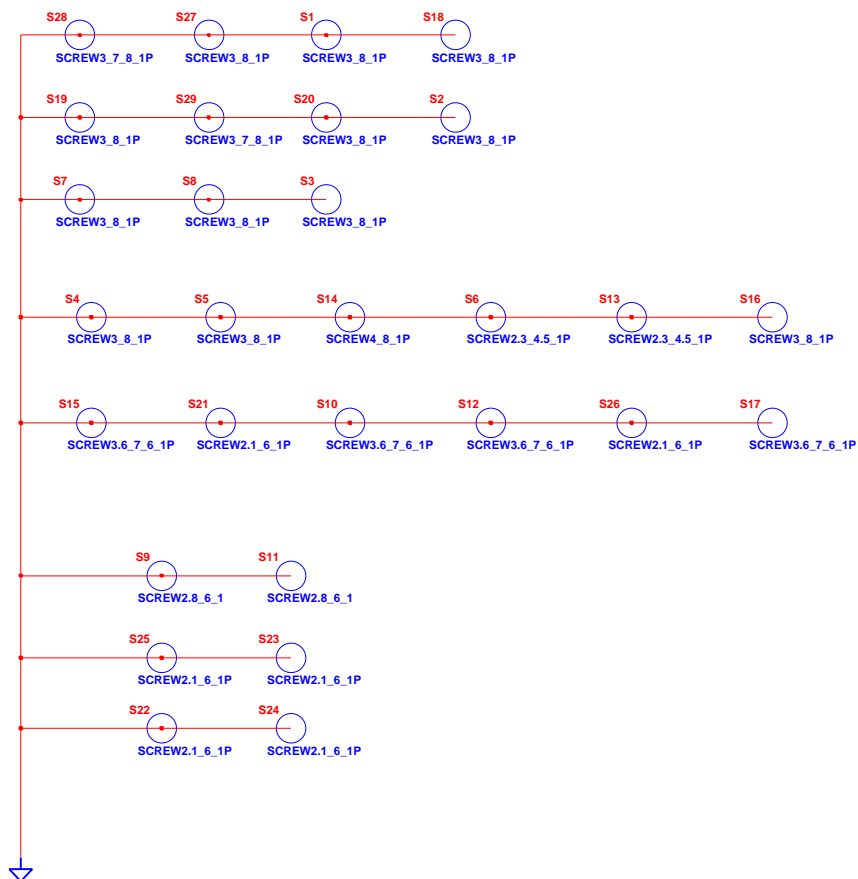 S28 S27 S1 S18
SCREW3_7_8_1P SCREW3_8_1P SCREW3_8_1P SCREW3_8_1P
S19 S29 S20 S2
SCREW3_8_1P SCREW3_7_8_1P SCREW3_8_1P SCREW3_8_1P
S7 S8 S3
SCREW3_8_1P SCREW3_8_1P SCREW3_8_1P
S4 S5 S14 S6 S13 S16
SCREW3_8_1P SCREW3_8_1P SCREW4_8_1P SCREW2.3_4.5_1P SCREW2.3_4.5_1P SCREW3_8_1P
S15 S21 S10 S12 S26 S17
SCREW3.6_7_6_1P SCREW2.1_6_1P SCREW3.6_7_6_1P SCREW3.6_7_6_1P SCREW2.1_6_1P SCREW3.6_7_6_1P
S9 S11
SCREW2.8_6_1 SCREW2.8_6_1
S25 S23
SCREW2.1_6_1P SCREW2.1_6_1P
S22 S24
SCREW2.1_6_1P SCREW2.1_6_1P